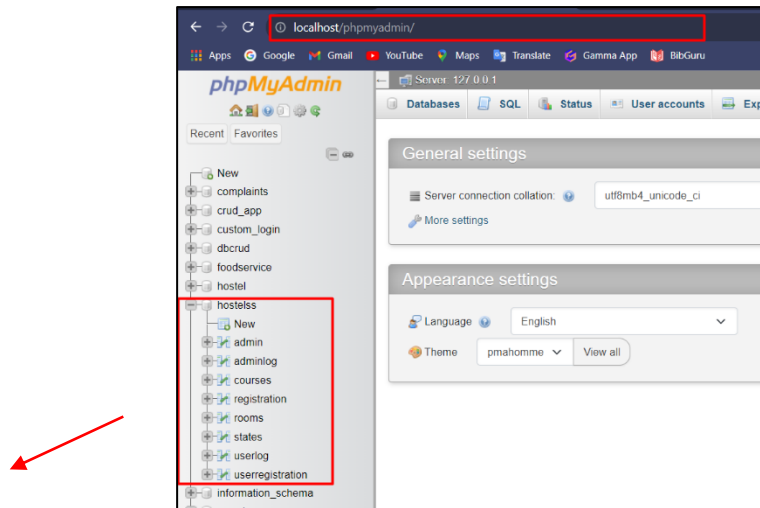 localhost/phpmyadmin/
Apps Google Gmail YouTube Maps Translate Gamma App BibGuru
phpMyAdmin
Recent Favorites
New
complaints
crud_app
custom_login
dbcrud
foodservice
hostel
hostelss
New
admin
adminlog
courses
registration
rooms
states
userlog
userregistration
information_schema
Server: 127.0.0.1
Databases SQL Status User accounts Exp
General settings
Server connection collation: utf8mb4_unicode_ci
More settings
Appearance settings
Language English
Theme pmahomme View all